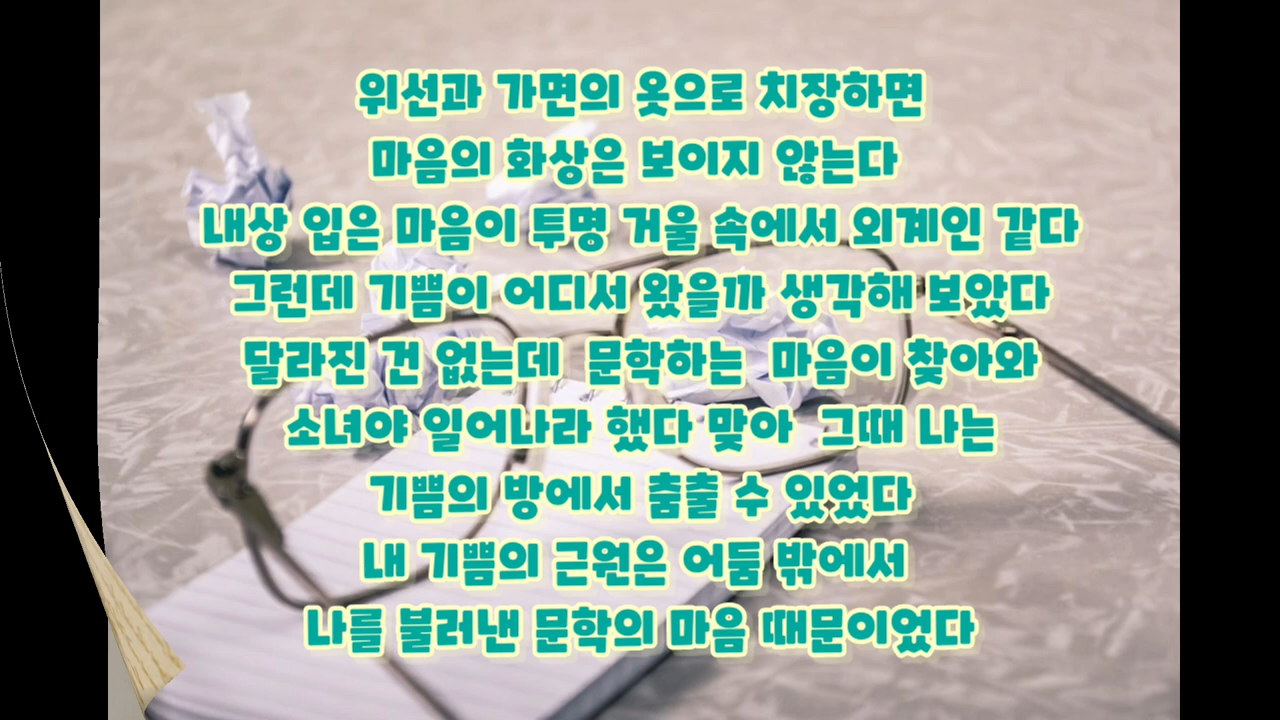 위선과 가면의 옷으로 치장하면
마음의 화상은 보이지 않는다
내상 입은 마음이 투명 거울 속에서 외계인 같다
그런데 기쁨이 어디서 왔을까 생각해 보았다
달라진 건 없는데 문학하는 마음이 찾아와
소녀야 일어나라 했다 맞아 그때 나는
기쁨의 방에서 춤출 수 있었다
내 기쁨의 근원은 어둠 밖에서
나를 불러낸 문학의 마음 때문이었다